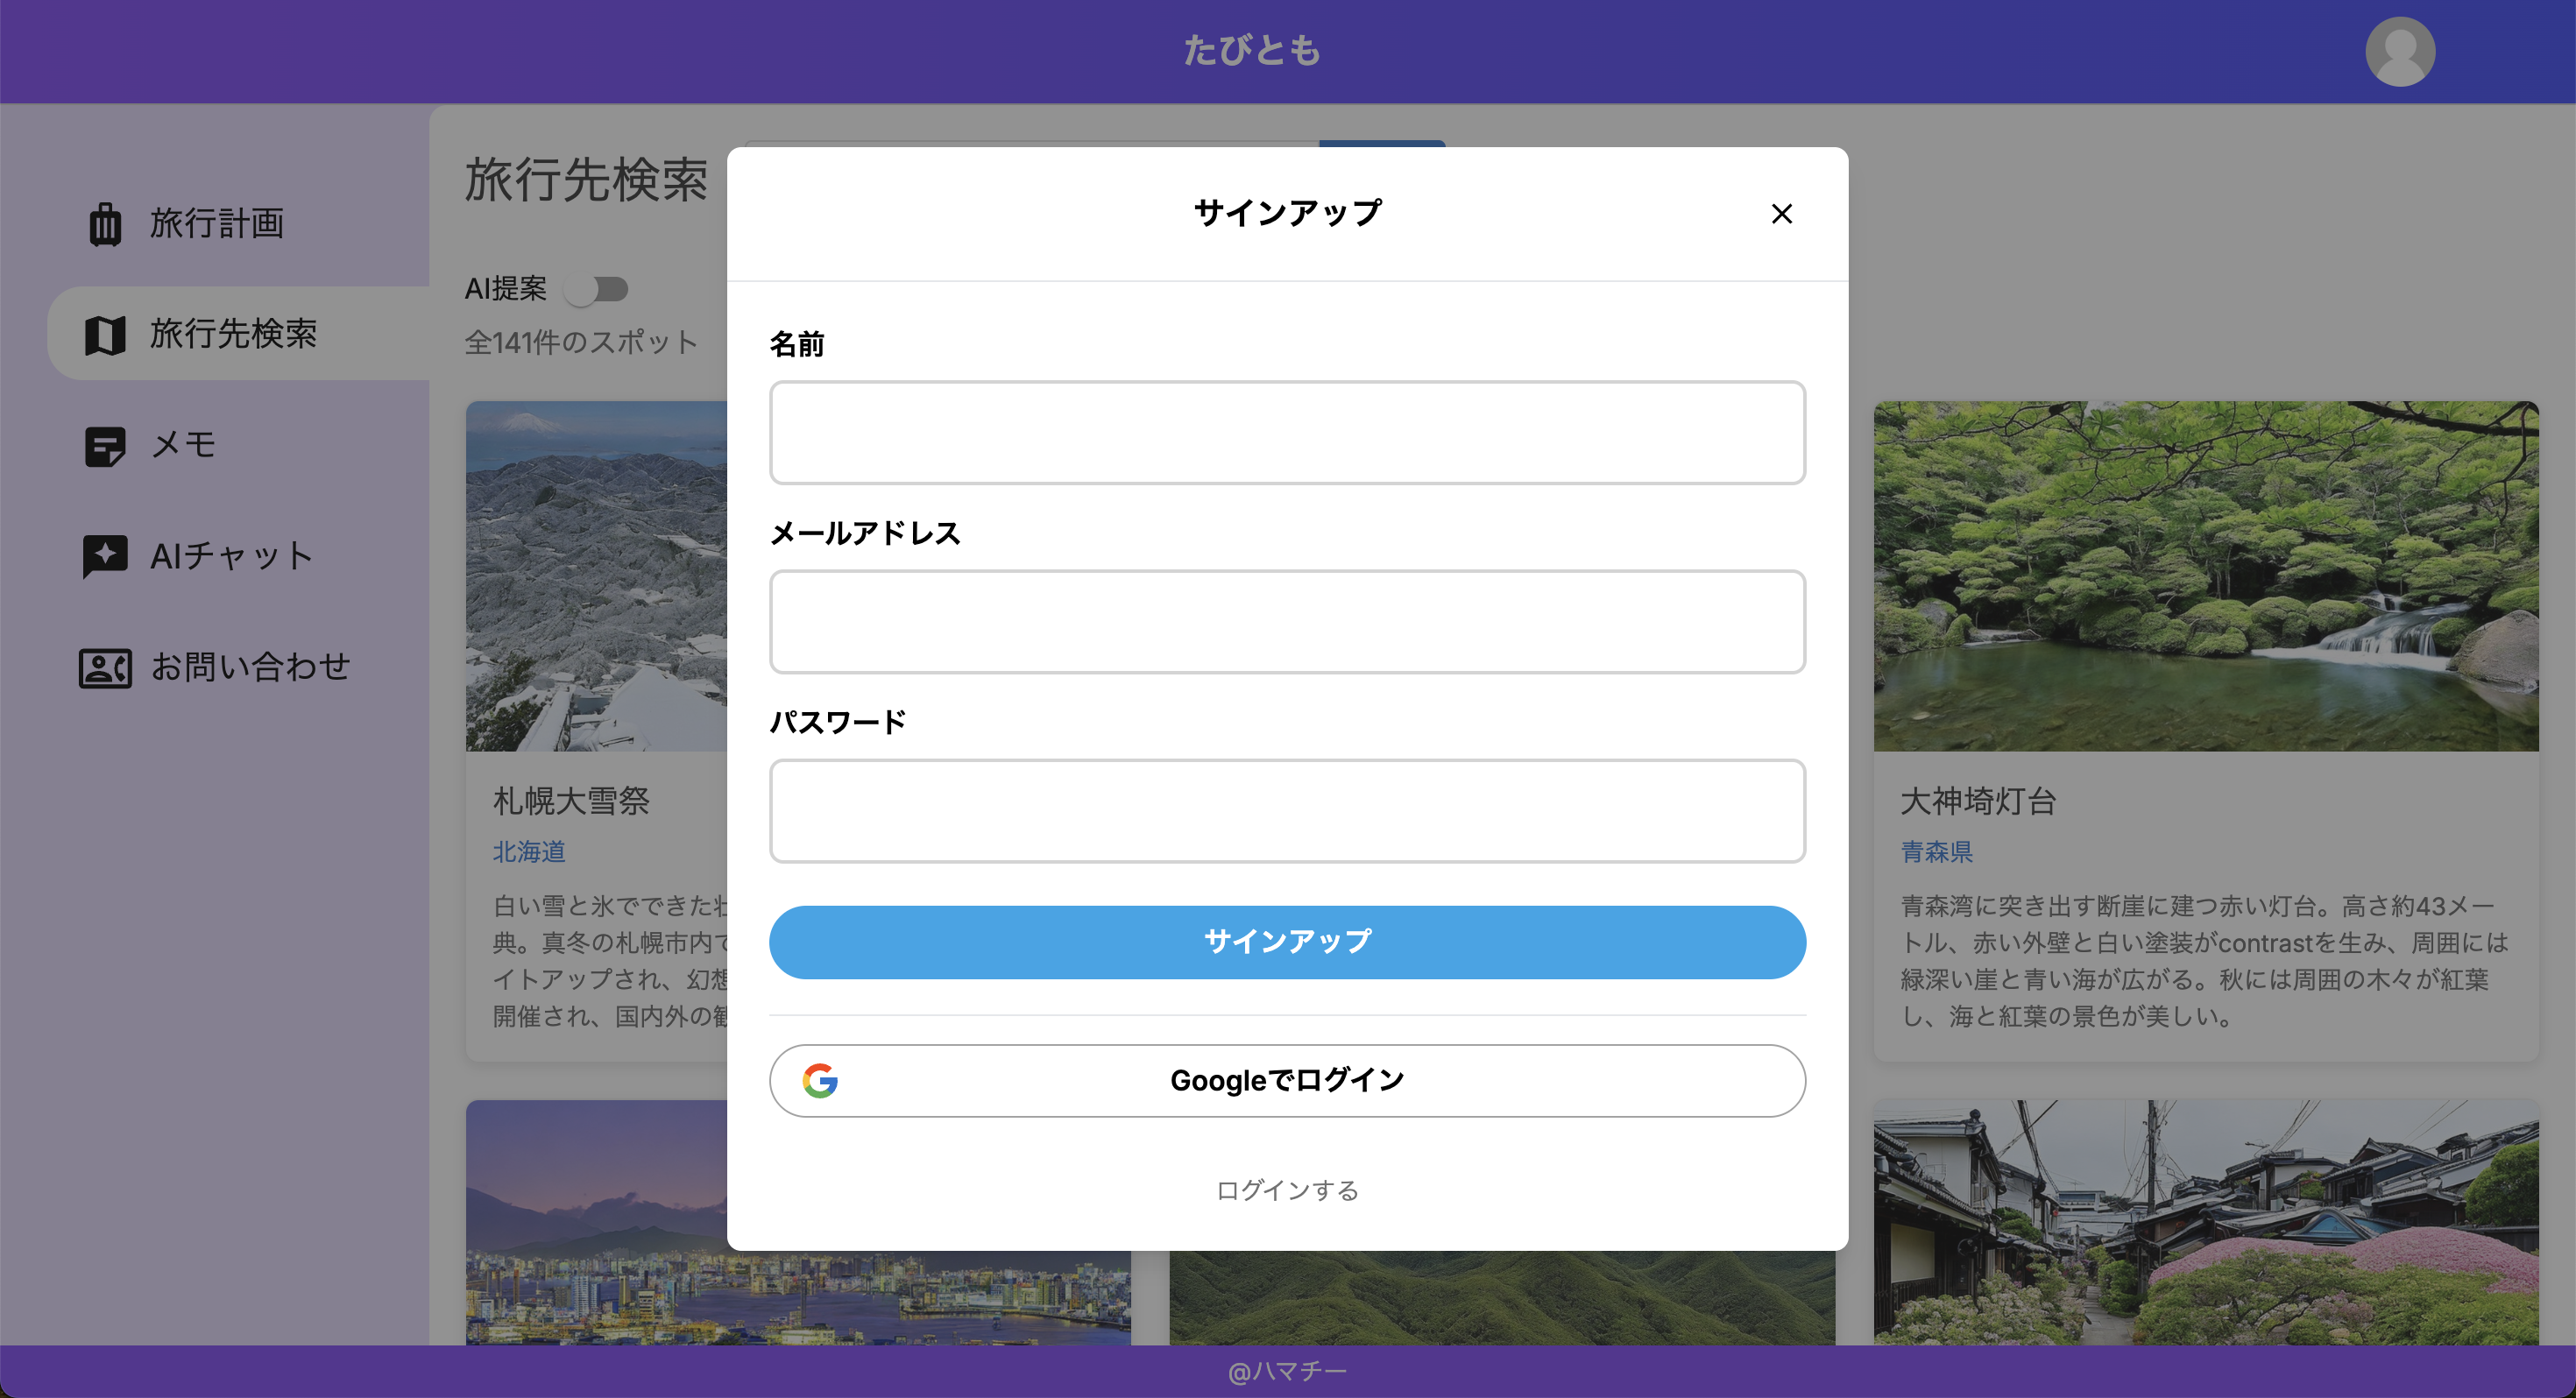 たびとも
旅行計画
旅行先検索
メモ
AIチャット
お問い合わせ
旅行先検索
AI提案
全141件のスポット
札幌大雪祭
北海道
白い雪と氷でできた
典。真冬の札幌市内で
イトアップされ、幻想
開催され、国内外の観
大神埼灯台
青森県
青森湾に突き出す断崖に建つ赤い灯台。高さ約43メー
トル、赤い外壁と白い塗装がcontrastを生み、周囲には
緑深い崖と青い海が広がる。秋には周囲の木々が紅葉
し、海と紅葉の景色が美しい。
サインアップ
名前
メールアドレス
パスワード
サインアップ
Googleでログイン
ログインする
@ハマチー